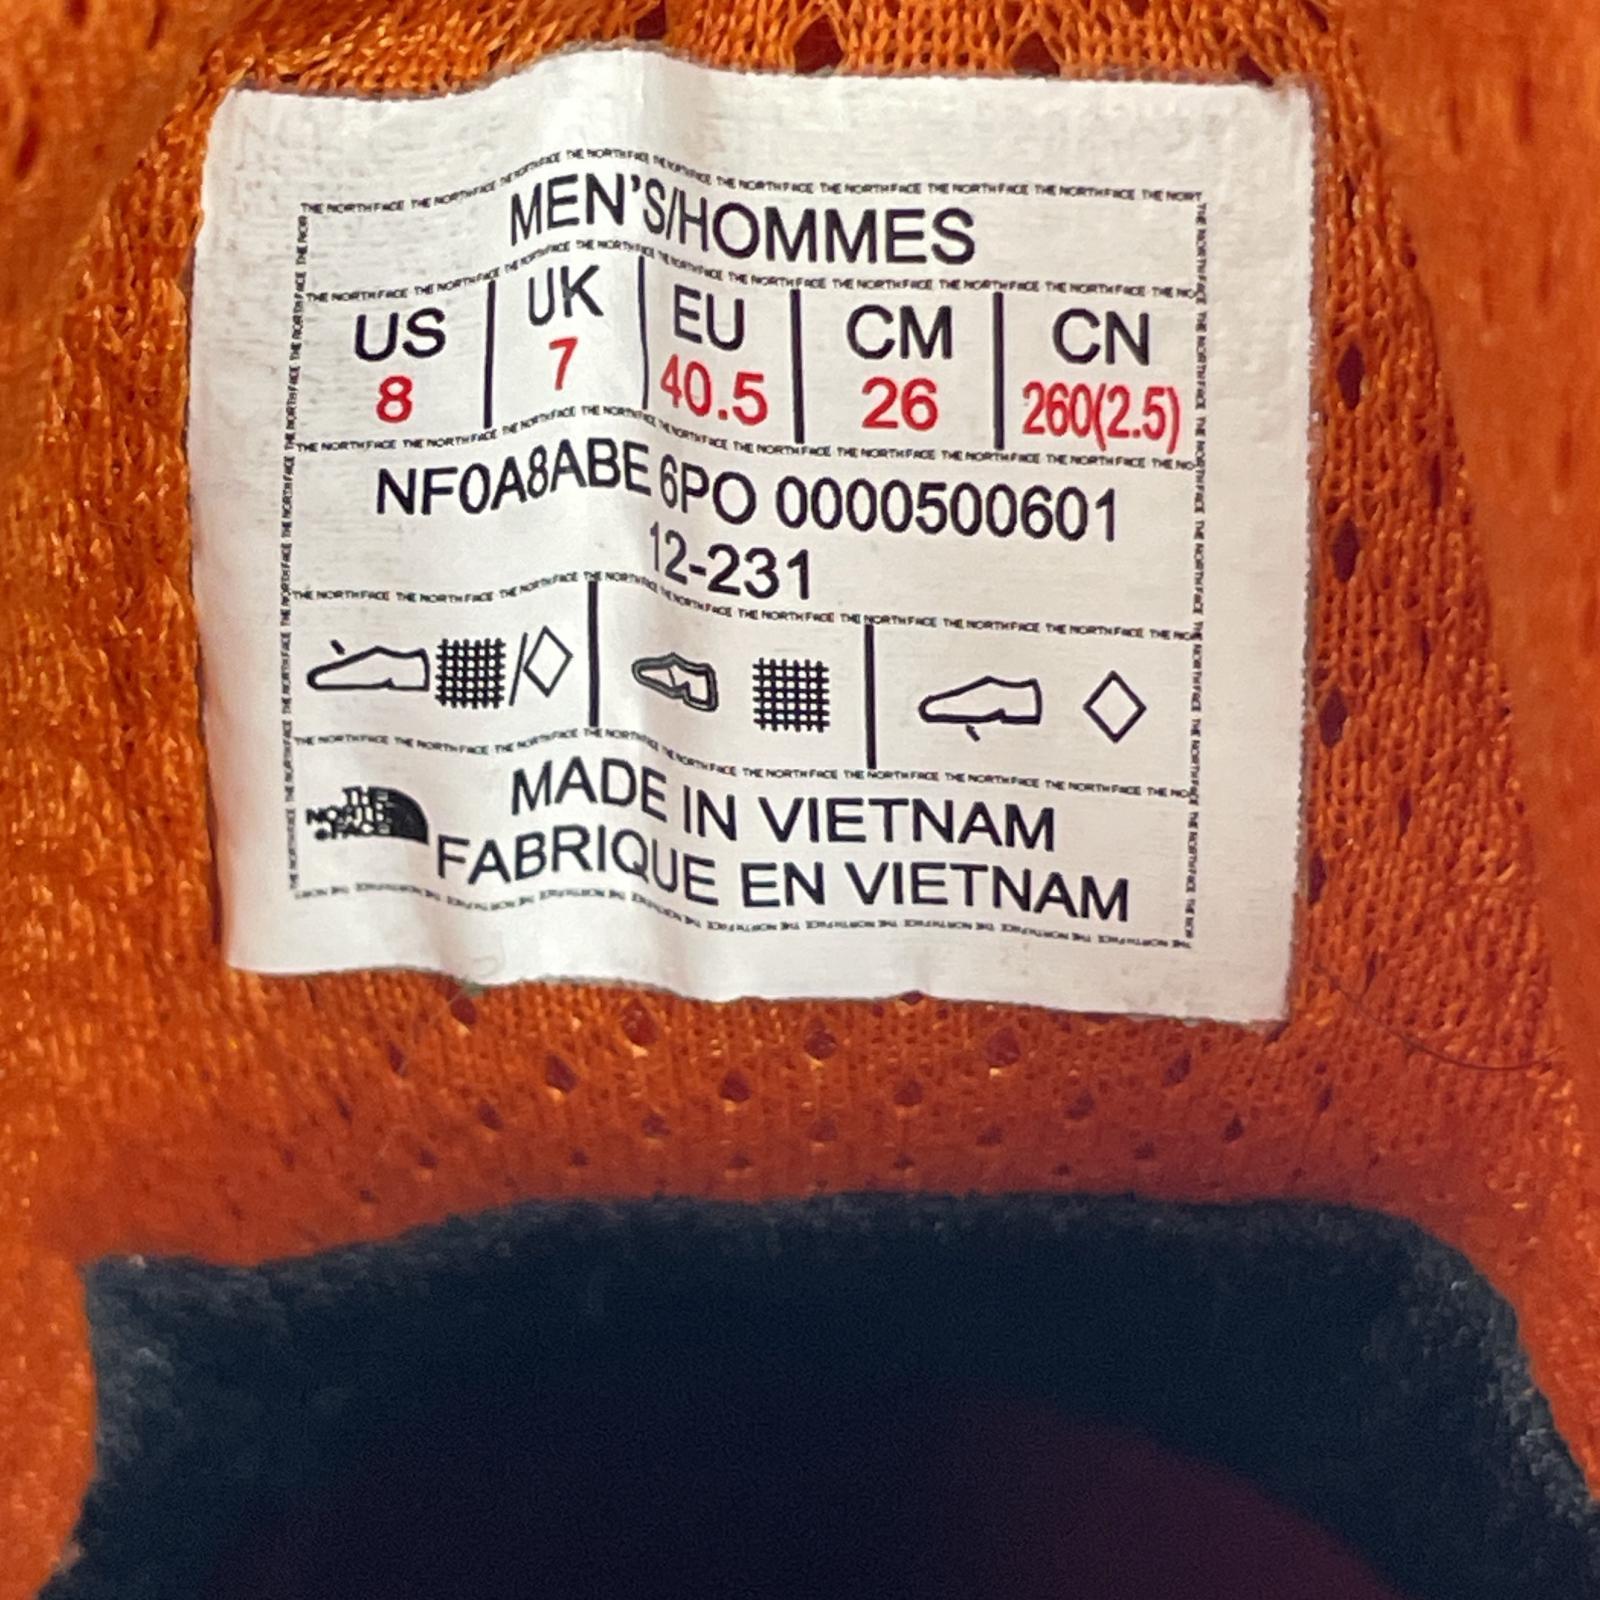 MEN'S/HOMMES
US UK EU CM CN
8 7 40.5 26 260(2.5)
NF0A8ABE 6PO 0000500601
12-231
THE
NORTH
FACE
MADE IN VIETNAM
FABRIQUE EN VIETNAM